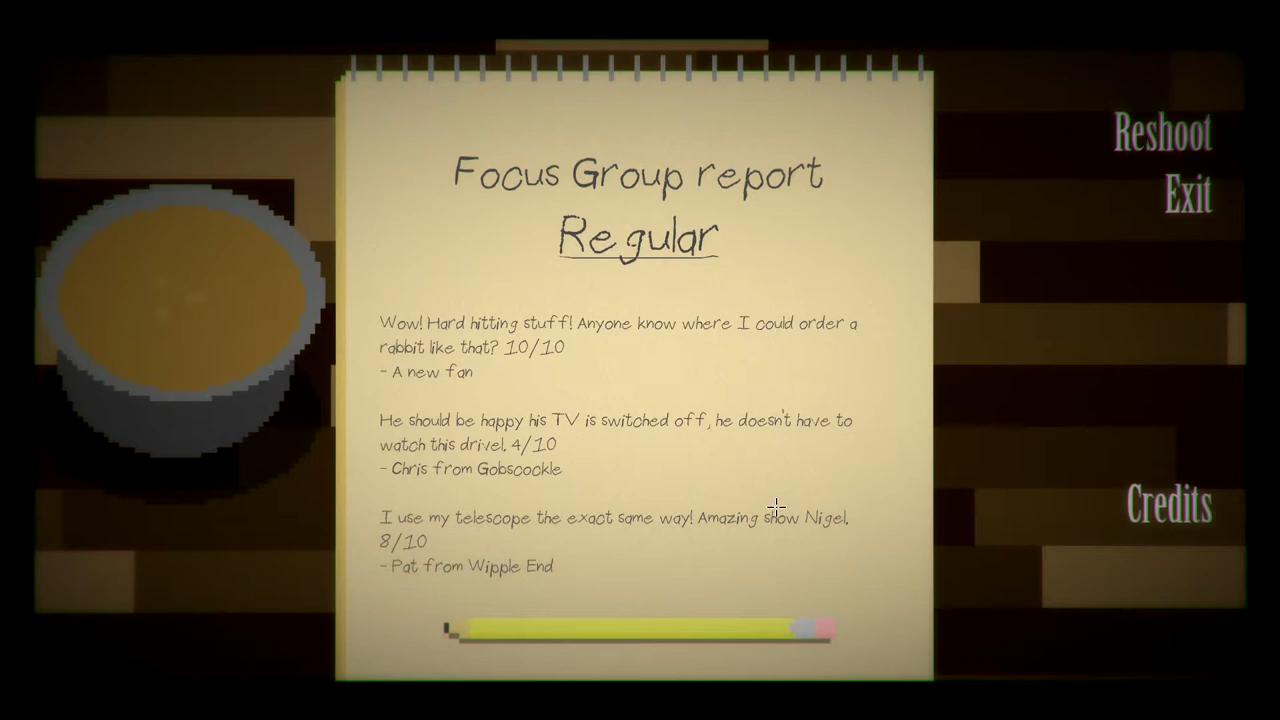 Focus Group report
Regular
Wow! Hard hitting stuff! Anyone know where I could order a
rabbit like that? 10/10
- A new fan
He should be happy his TV is switched off, he doesn't have to
watch this drivel. 4/10
- Chris from Gobscockle
I use my telescope the exact same way! Amazing show Nigel.
8/10
- Pat from Wipple End
Reshoot
Exit
Credits